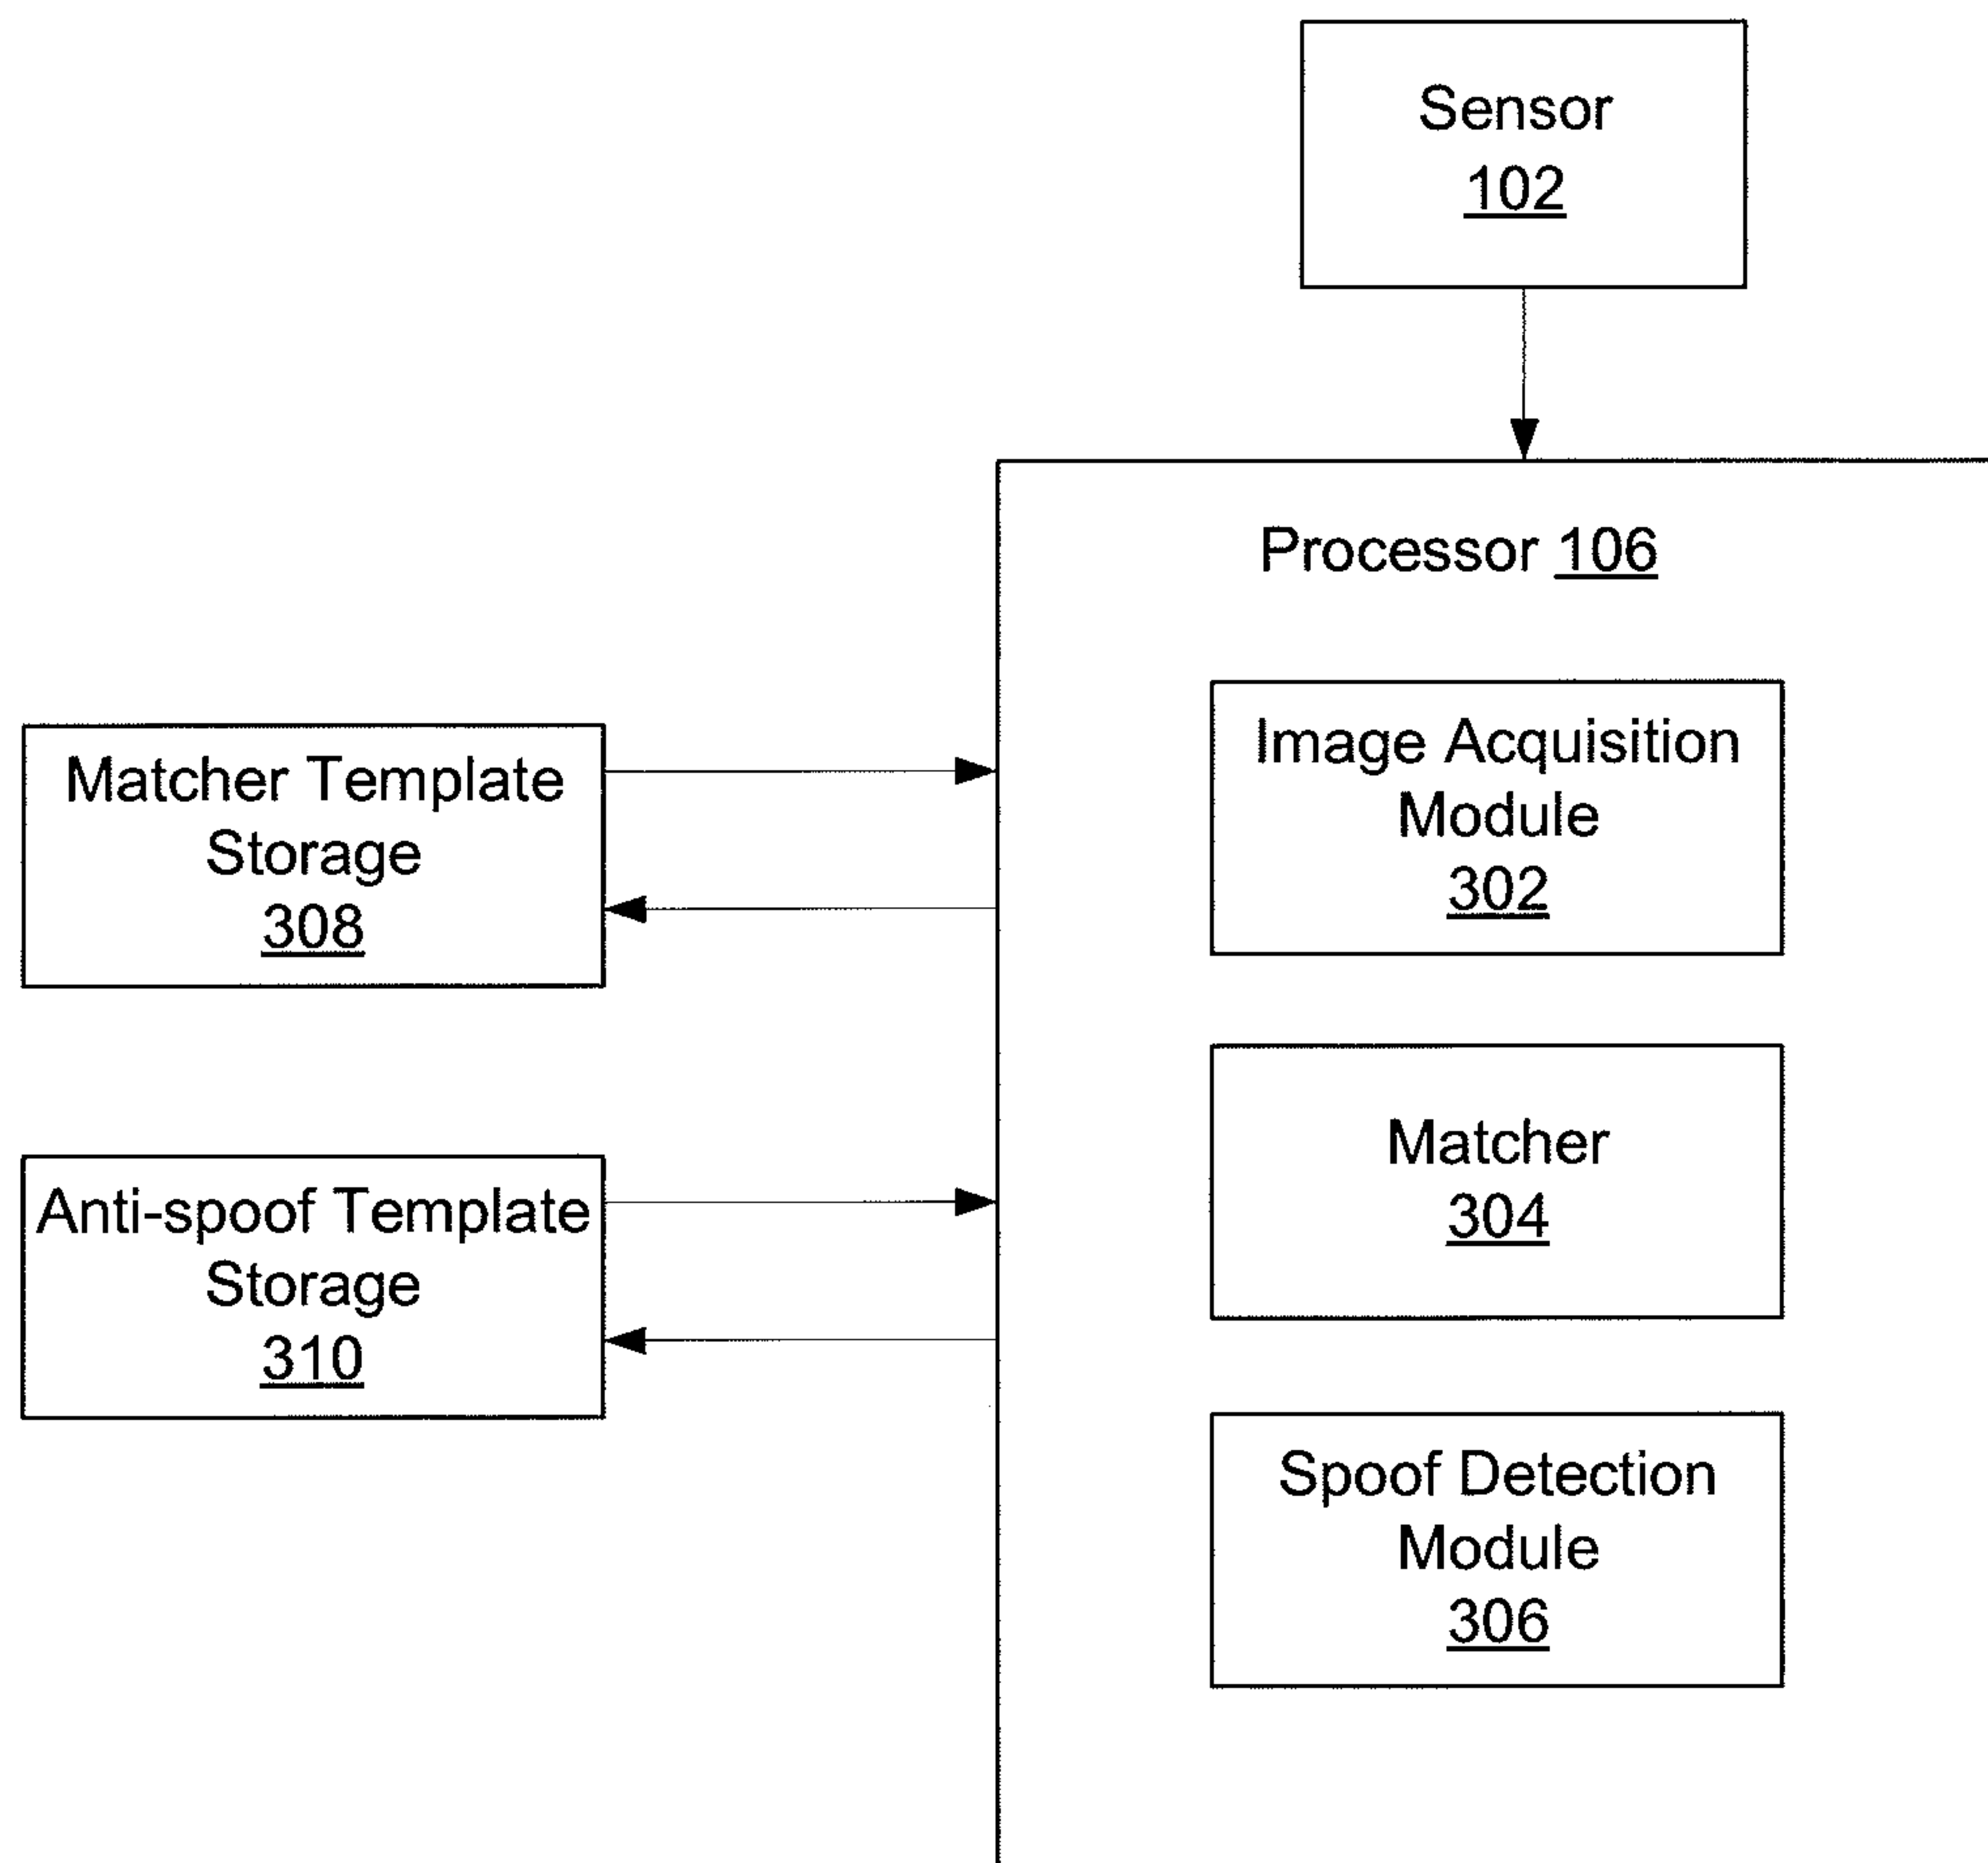 Sensor
102
Processor 106
Image Acquisition
Module
302
Matcher Template
Storage
308
Matcher
304
Anti-spoof Template
Storage
310
Spoof Detection
Module
306